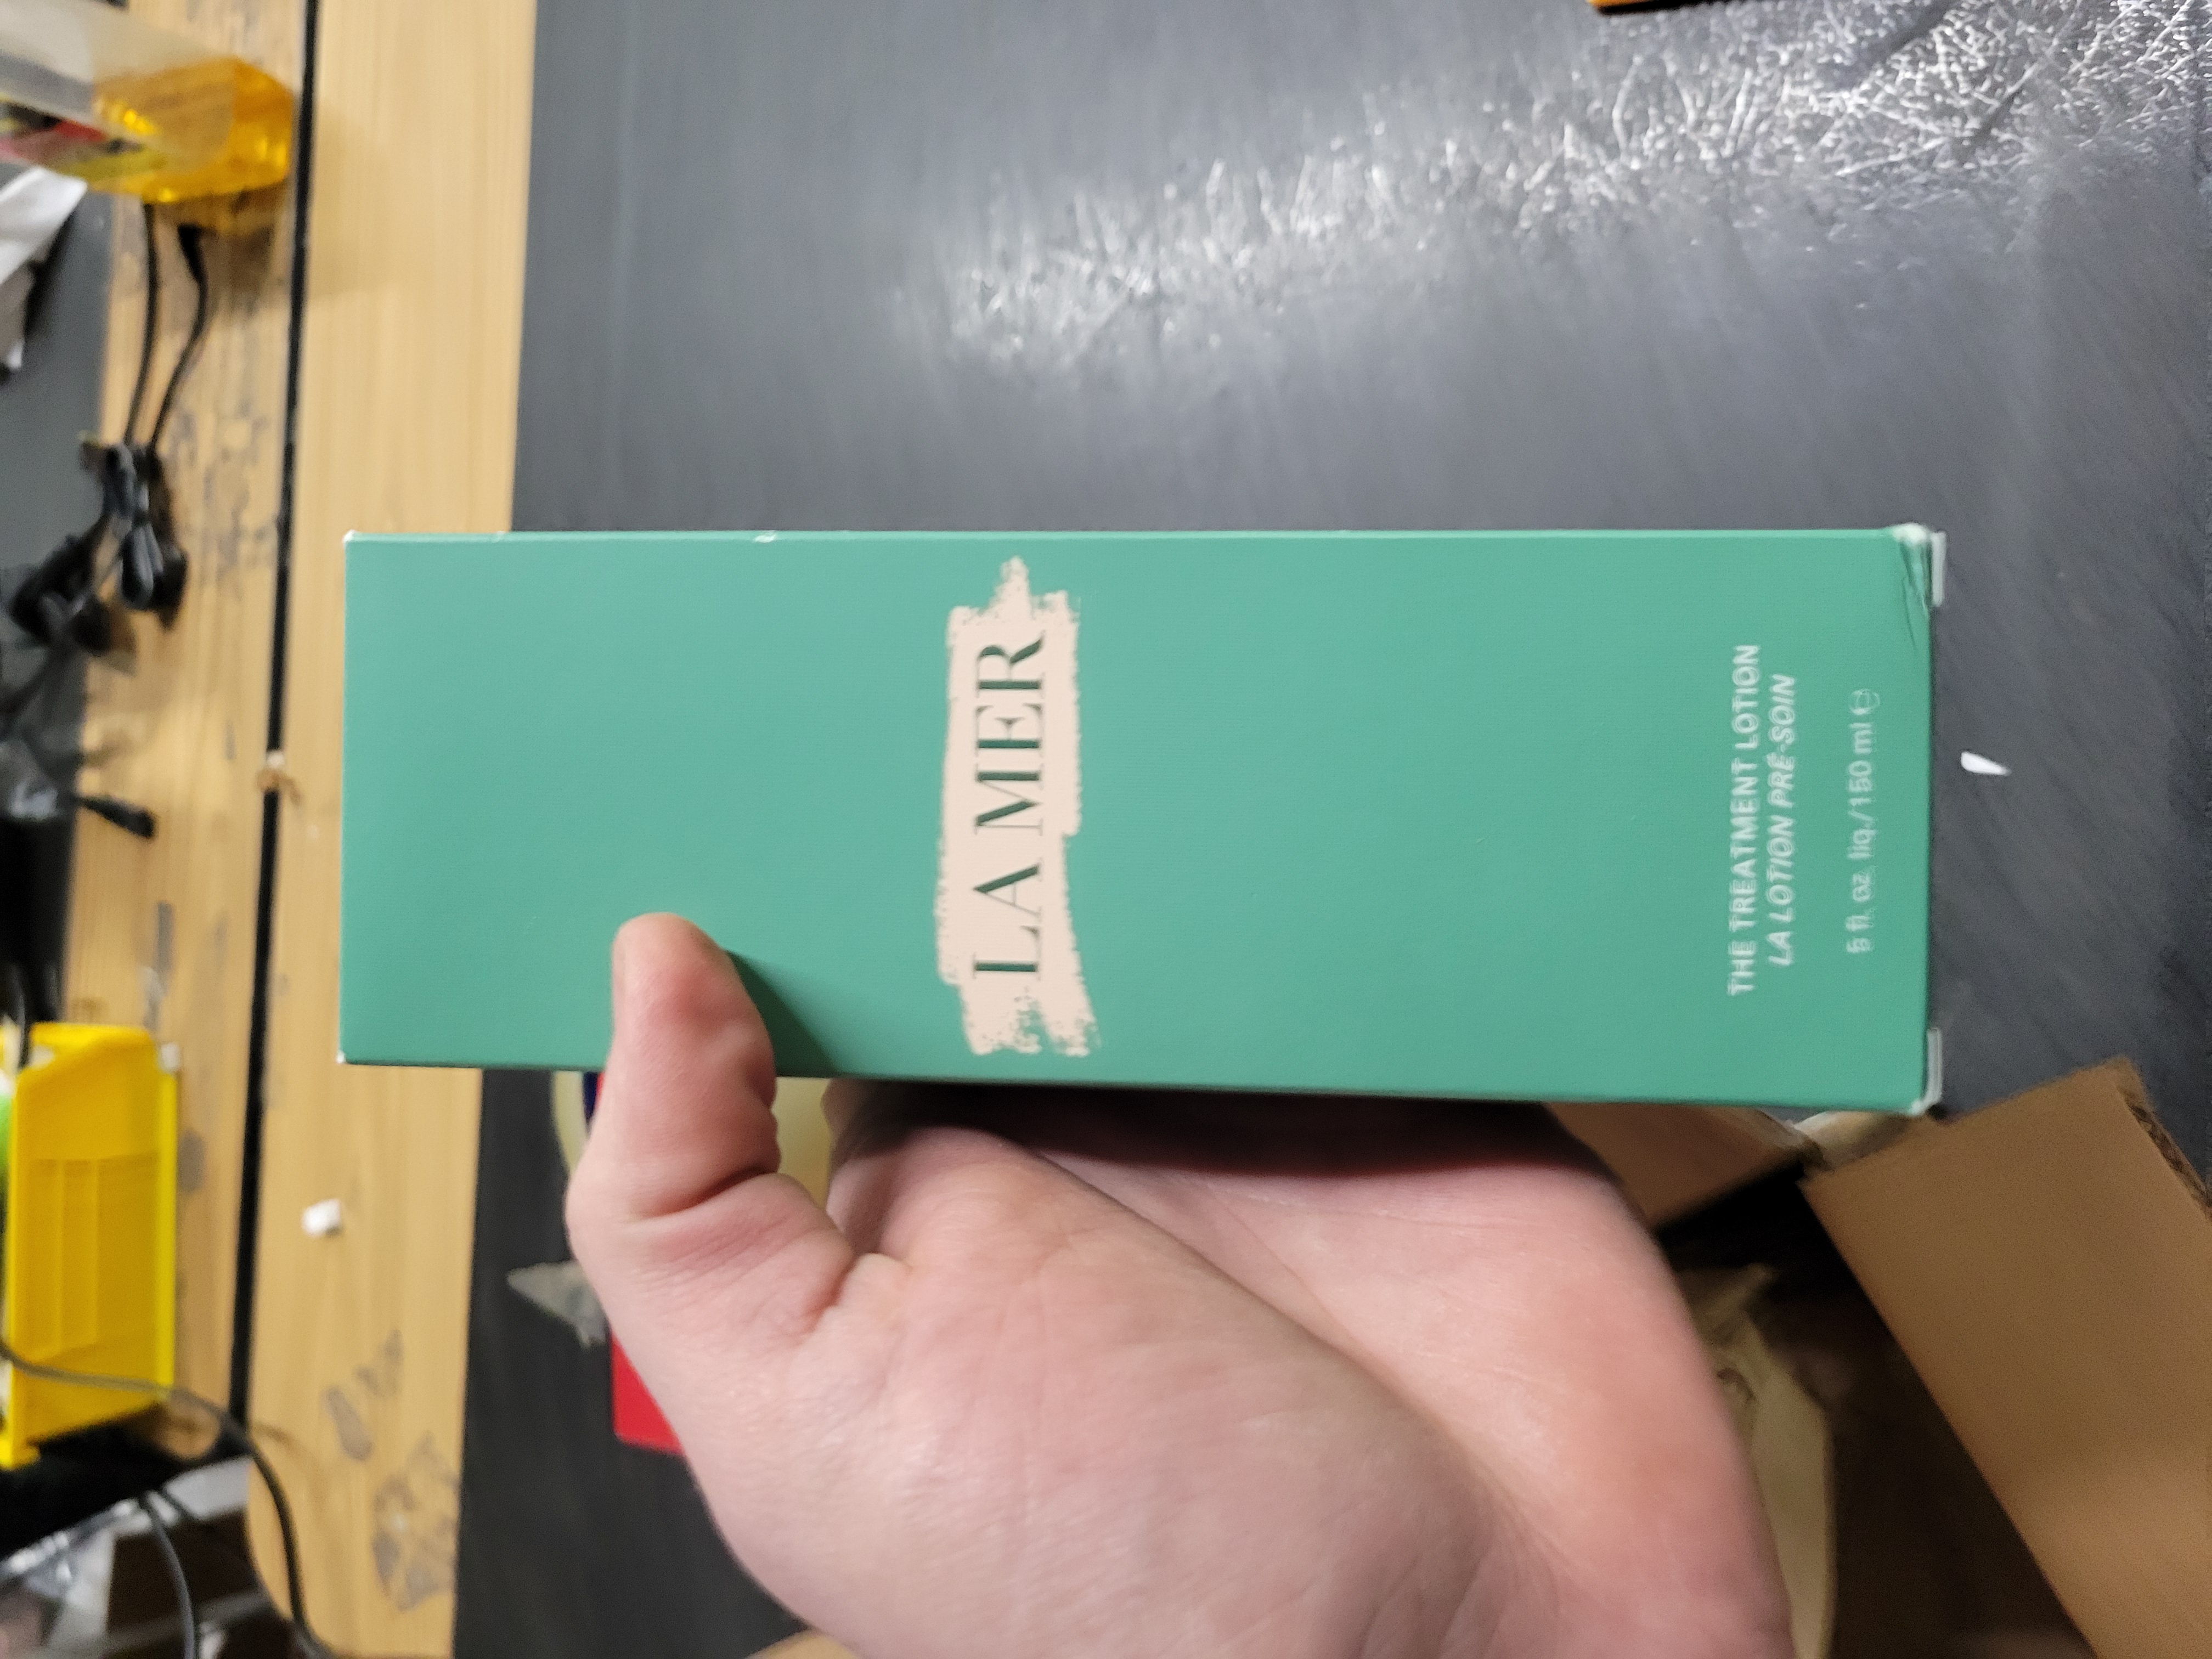 LA MER
THE TREATMENT LOTION
LA LOTION PRÉ-SOIN
5 fl. oz. liq./150 ml ℮